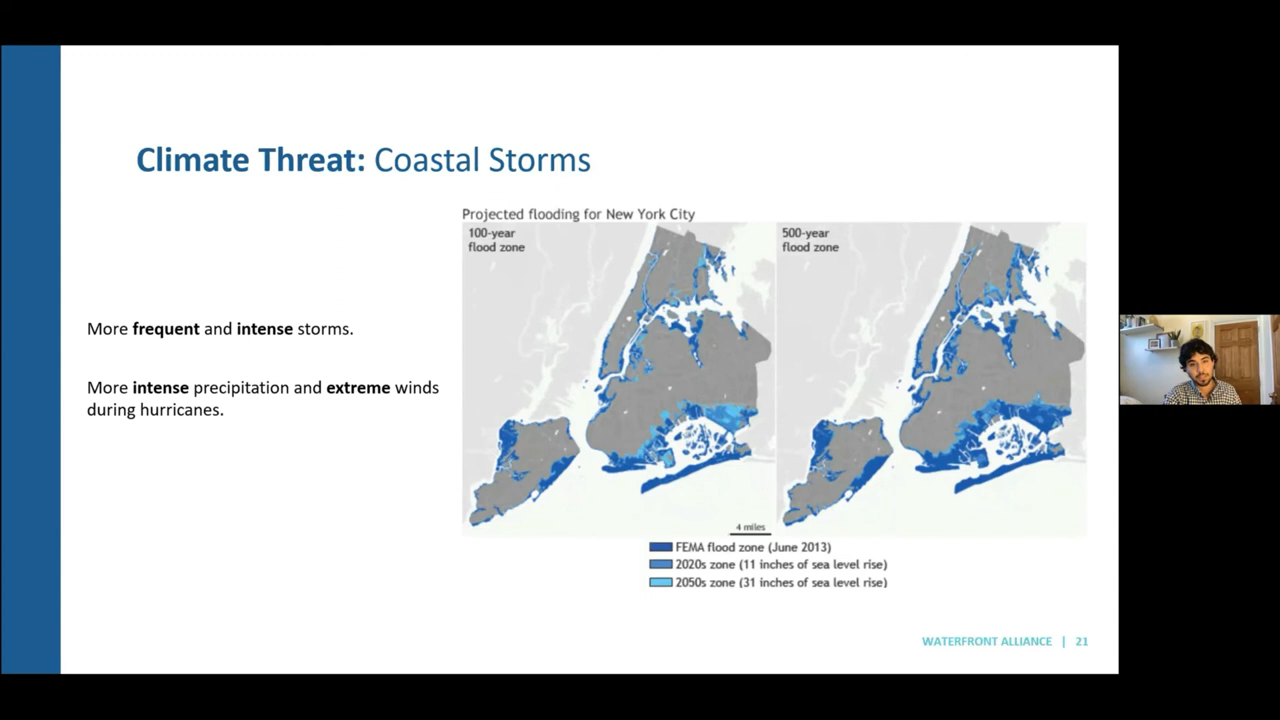 Climate Threat: Coastal Storms
Projected flooding for New York City
100-year
flood zone
500-year
flood zone
More frequent and intense storms.
More intense precipitation and extreme winds
during hurricanes.
4 miles
FEMA flood zone (June 2013)
2020s zone (11 inches of sea level rise)
2050s zone (31 inches of sea level rise)
WATERFRONT ALLIANCE | 21